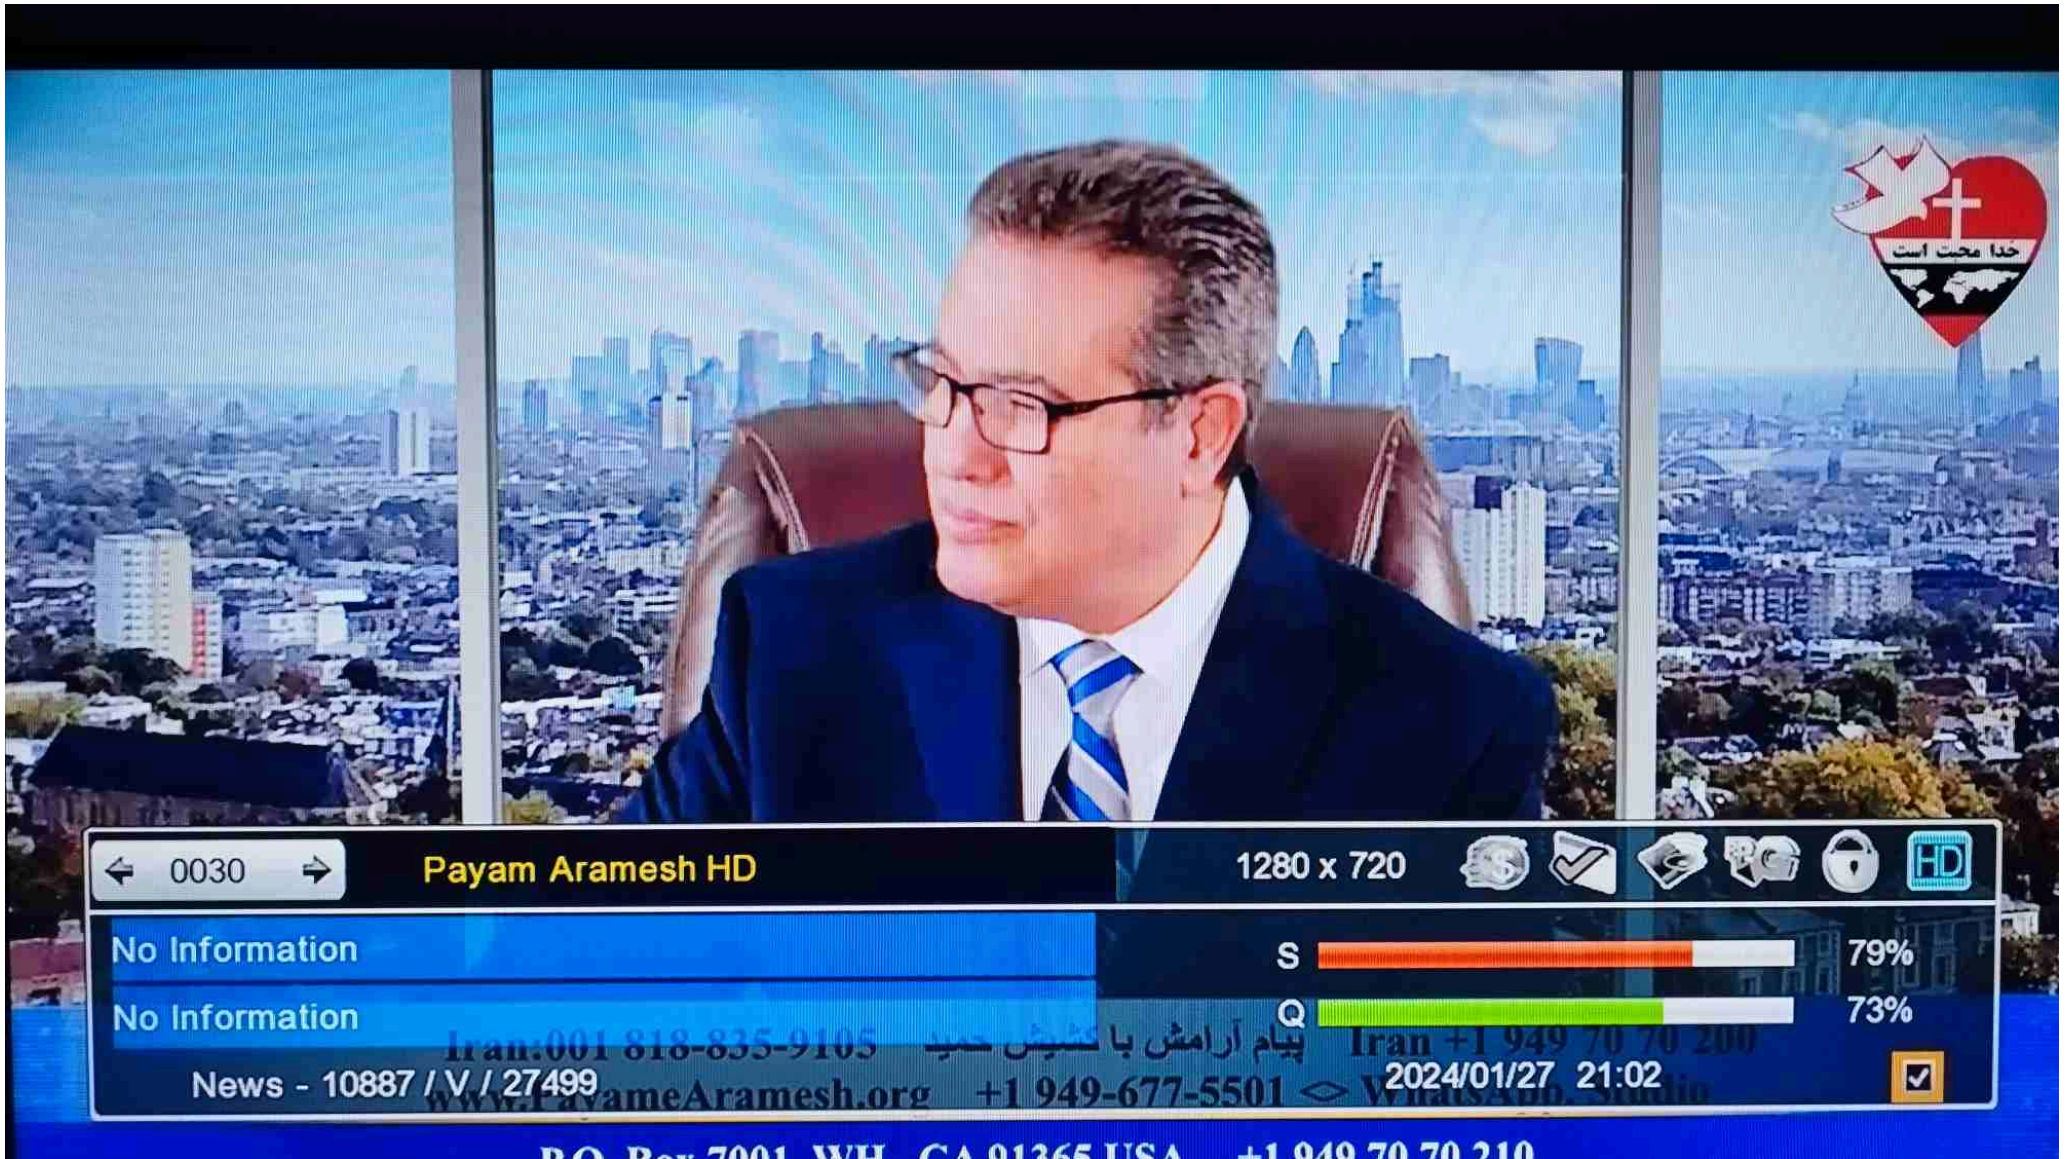 خدا محبت است
0030
Payam Aramesh HD
1280 x 720
HD
No Information
S 79%
No Information
Q 73%
Iran:001 818-835-9105 پیام آرامش با کشیش حمید Iran +1 949 70 70 200
News - 10887 / V / 27499
2024/01/27 21:02
www.PayameAramesh.org +1 949-677-5501 <> WhatsApp. Studio
P.O. Box 7001, WH., CA 91365 USA +1 949 70 70 210